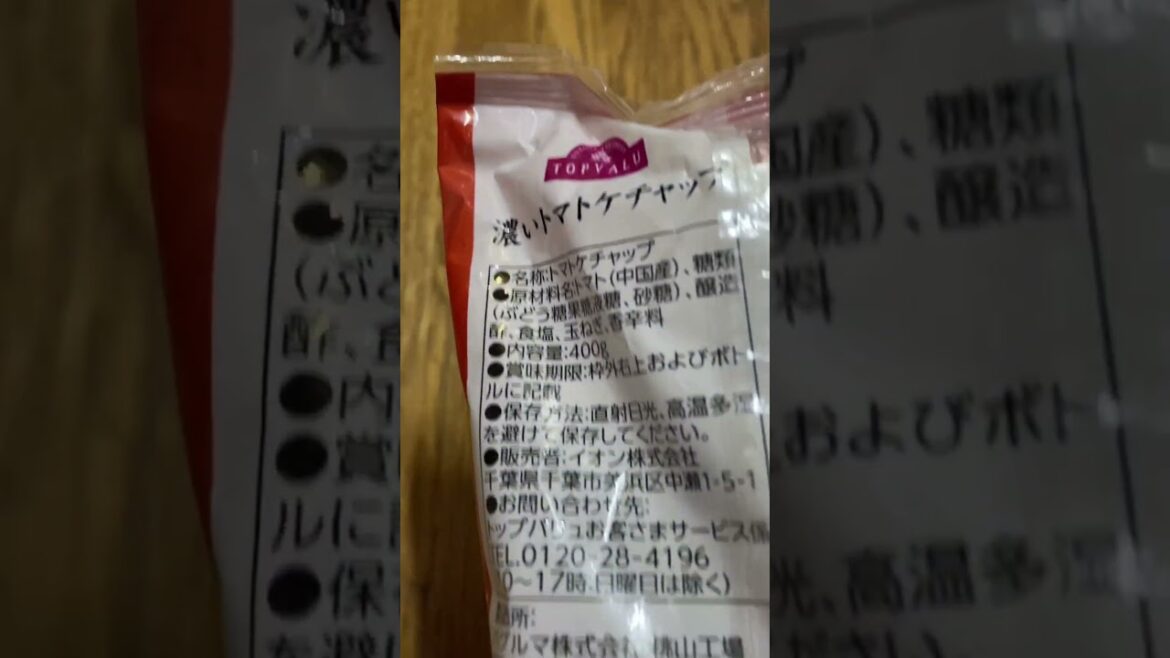 TOPVALU
濃いトマトケチャップ
●名称:トマトケチャップ
●原材料名:トマト(中国産)、糖類
(ぶどう糖果糖液糖、砂糖)、醸造
酢、食塩、玉ねぎ、香辛料
●内容量:400g
●賞味期限:枠外右上およびボト
ルに記載
●保存方法:直射日光、高温多湿
を避けて保存してください。
●販売者:イオン株式会社
千葉県千葉市美浜区中瀬1-5-1
●お問い合わせ先:
トップバリュお客さまサービス係
TEL.0120-28-4196
0～17時.日曜日は除く)
所:
グルマ株式会社 桃山工場